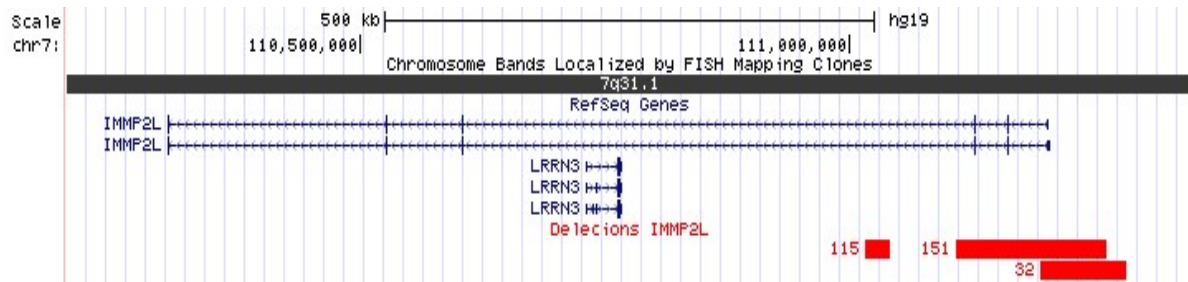 Scale 500 kb hg19
chr7: 110,500,000 111,000,000
Chromosome Bands Localized by FISH Mapping Clones
7q31.1
RefSeq Genes
IMMP2L
IMMP2L
LRRN3
LRRN3
LRRN3
Delecions IMMP2L
115 151
32